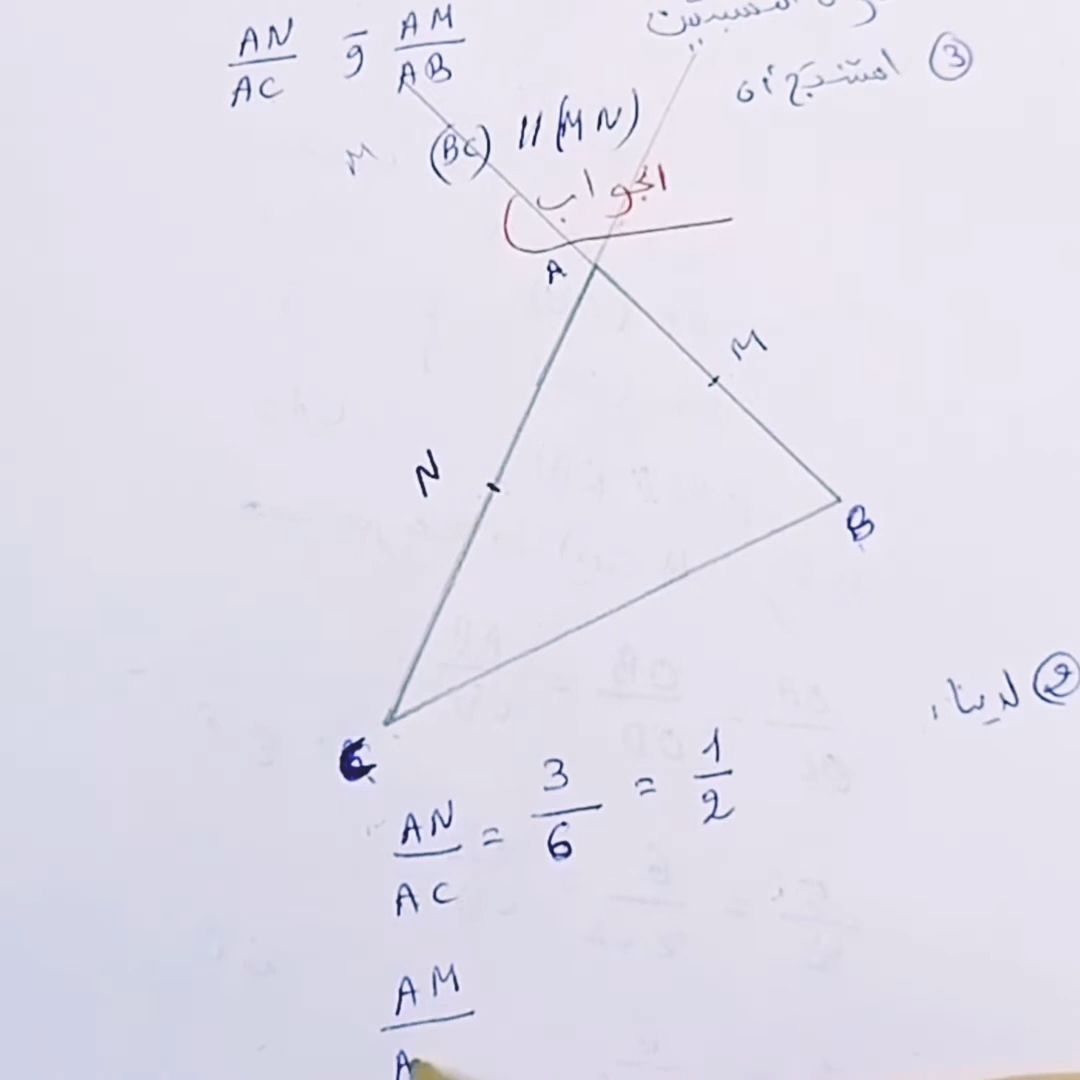 AM/AB و AN/AC
③ استنتج أن
(BC) // (MN)
الجواب
A
M
N
B
C
② لدينا،
AN/AC = 3/6 = 1/2
AM
A